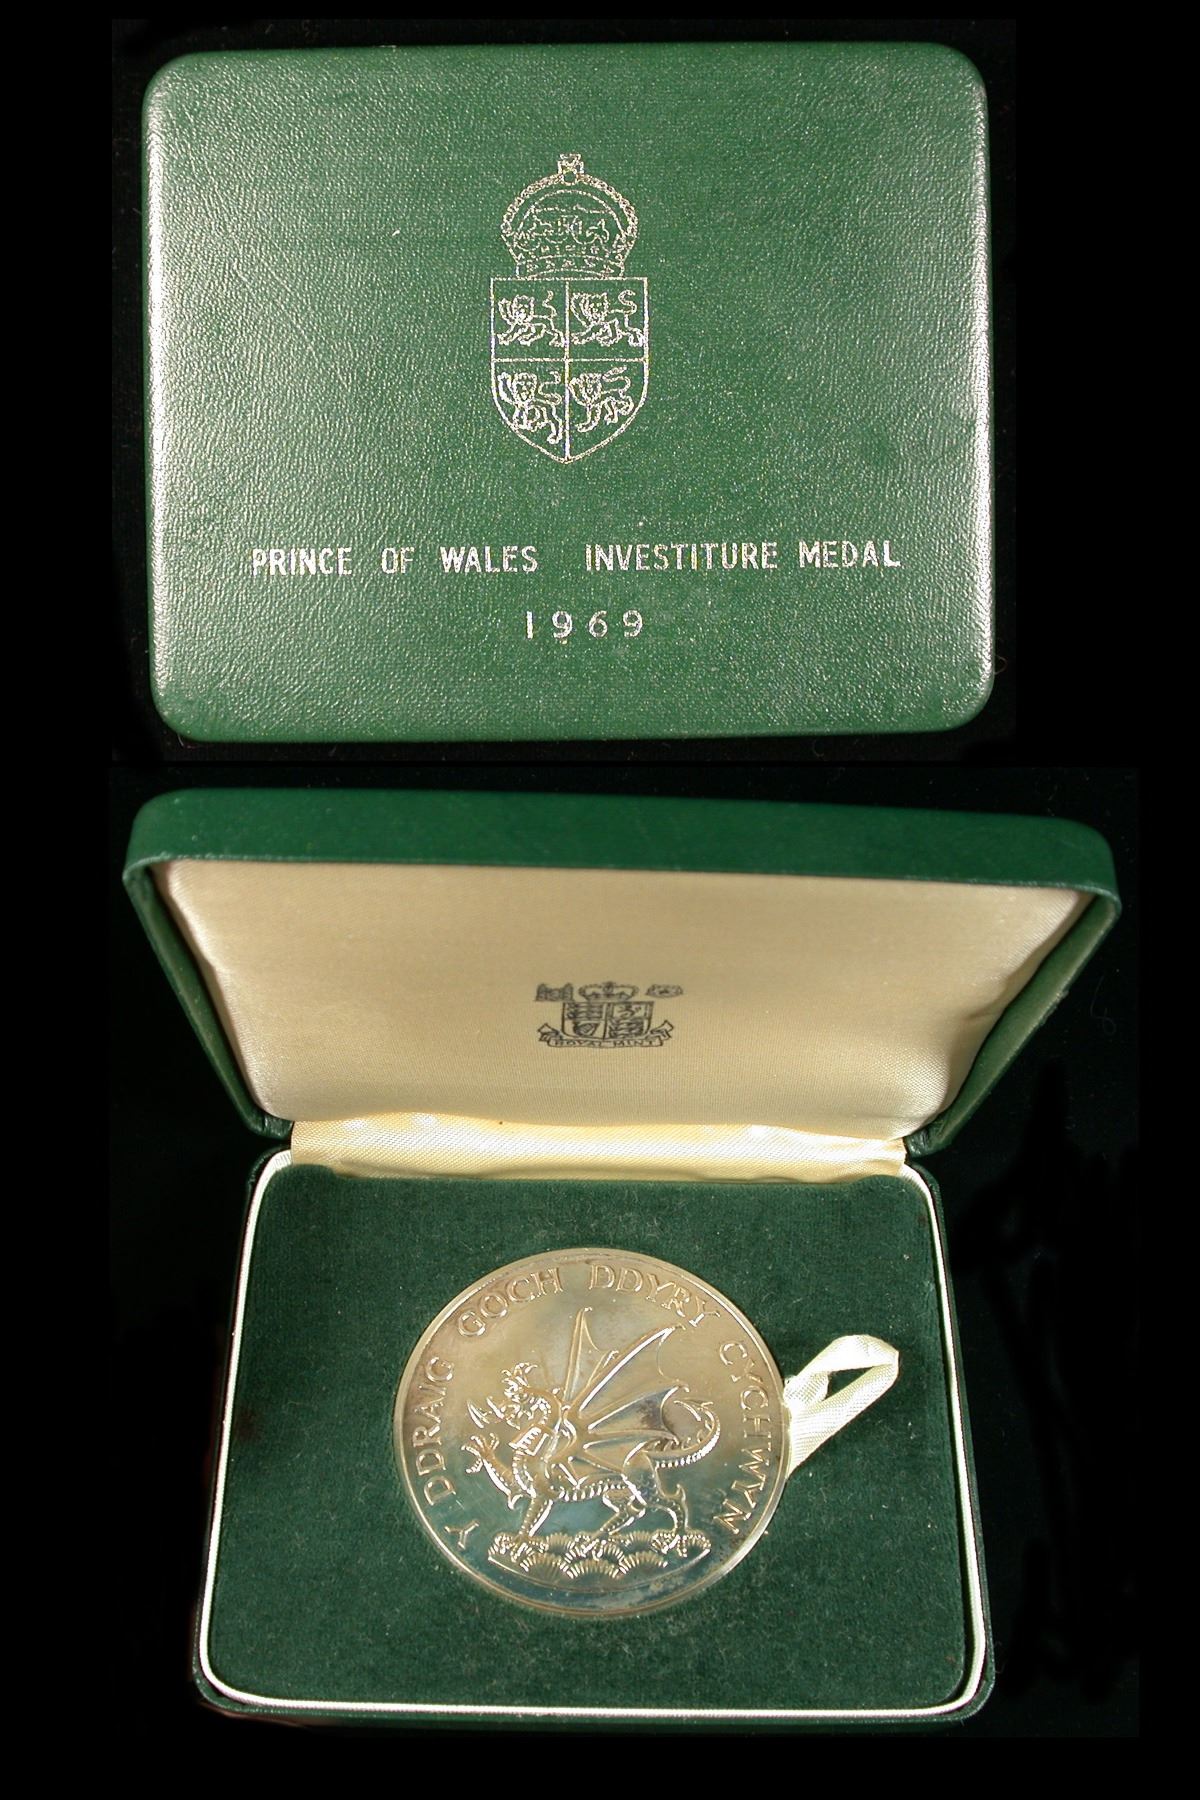 PRINCE OF WALES INVESTITURE MEDAL
1969
ROYAL MINT
Y DDRAIG GOCH DDYRY CYCHWYN